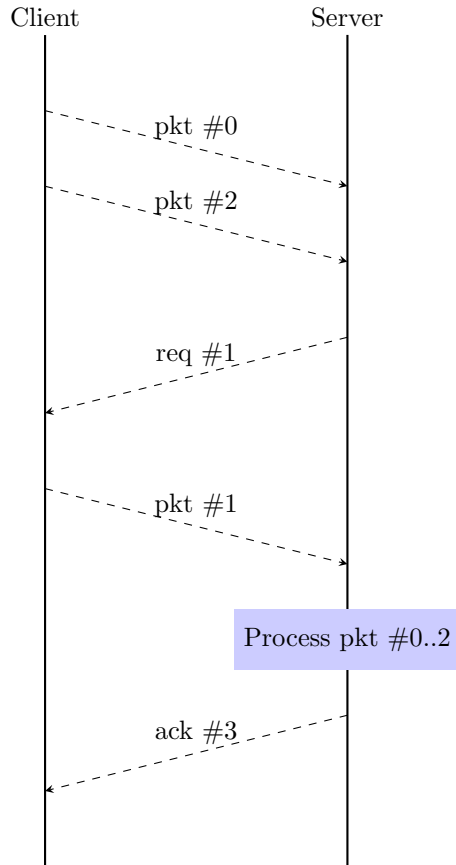 Client
Server
pkt #0
pkt #2
req #1
pkt #1
Process pkt #0..2
ack #3